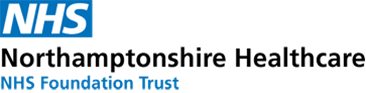 NHS
Northamptonshire Healthcare
NHS Foundation Trust